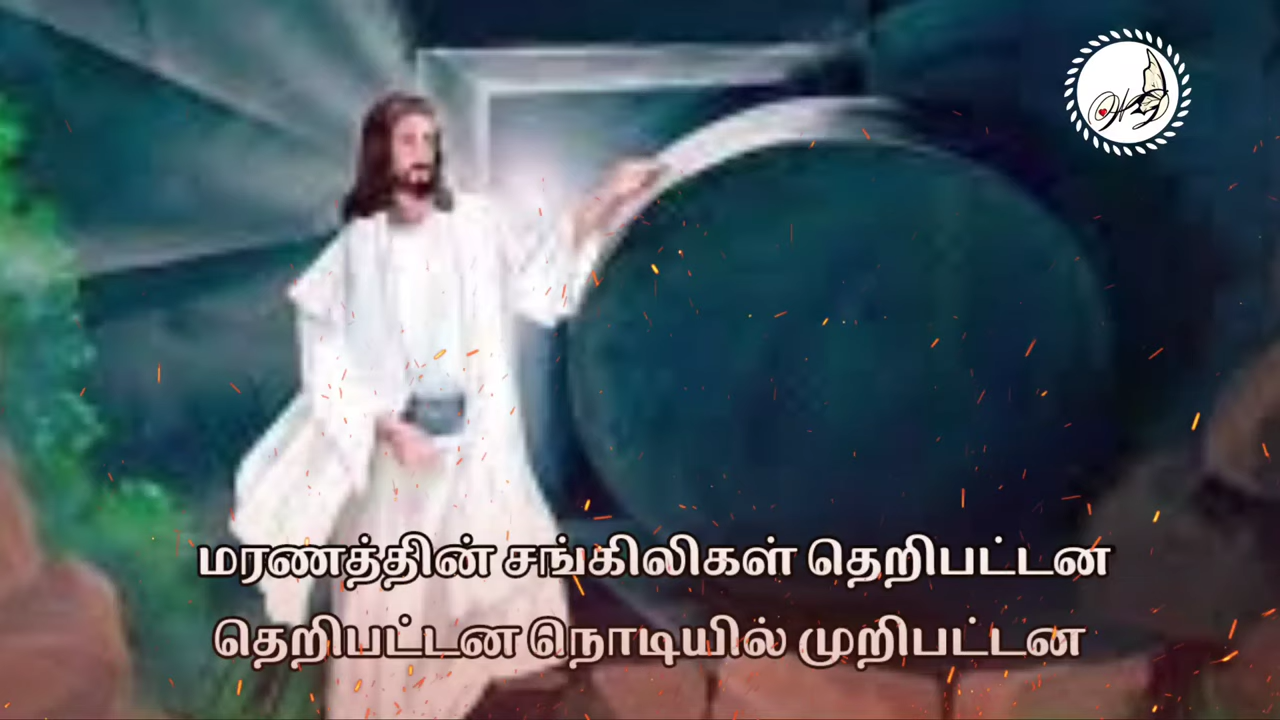 மரணத்தின் சங்கிலிகள் தெறிபட்டன
தெறிபட்டன நொடியில் முறிபட்டன